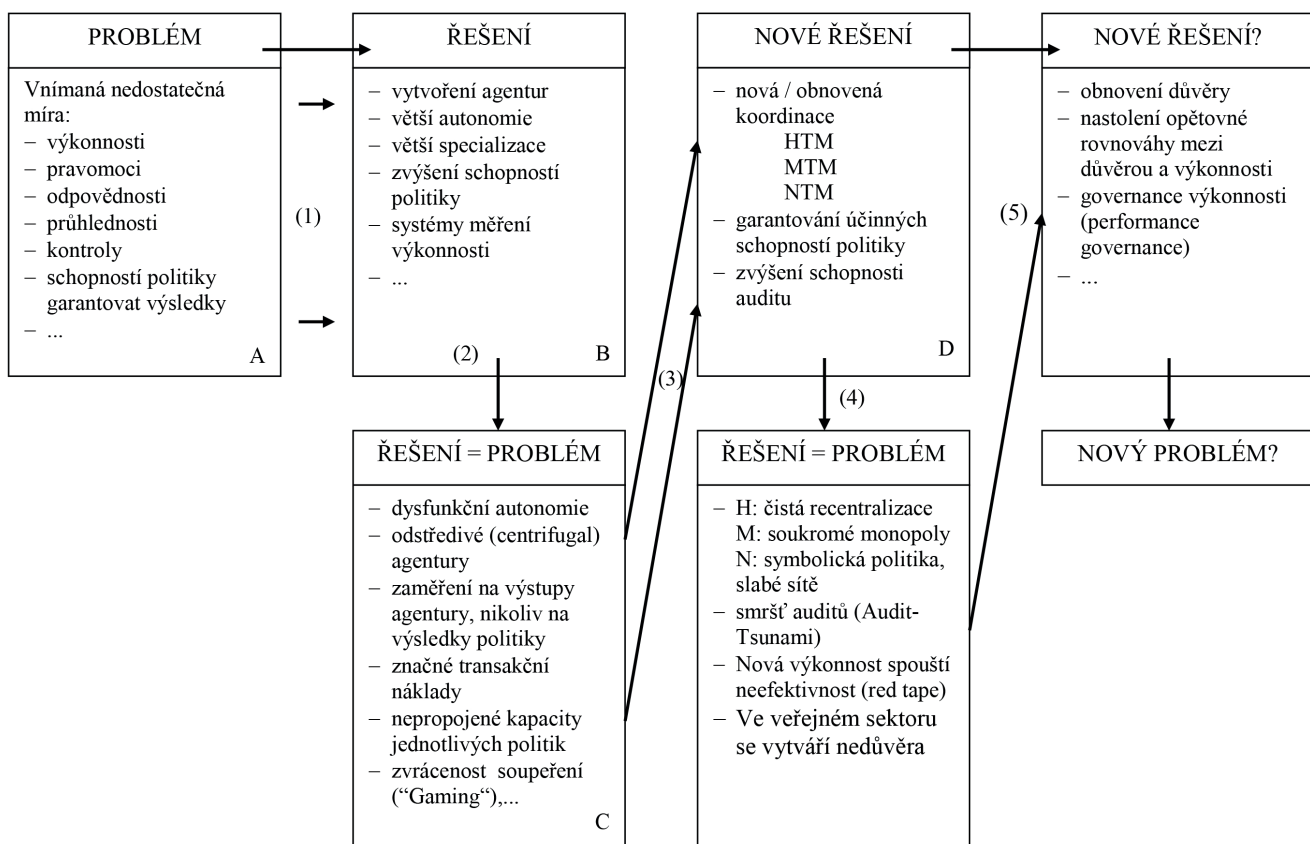 PROBLÉM
Vnímaná nedostatečná
míra:
– výkonnosti
– pravomoci
– odpovědnosti
– průhlednosti
– kontroly
– schopností politiky
garantovat výsledky
– ...
A
(1)
ŘEŠENÍ
– vytvoření agentur
– větší autonomie
– větší specializace
– zvýšení schopností
politiky
– systémy měření
výkonnosti
– ...
(2)
B
ŘEŠENÍ = PROBLÉM
– dysfunkční autonomie
– odstředivé (centrifugal)
agentury
– zaměření na výstupy
agentury, nikoliv na
výsledky politiky
– značné transakční
náklady
– nepropojené kapacity
jednotlivých politik
– zvrácenost soupeření
(“Gaming“),...
C
(3)
NOVÉ ŘEŠENÍ
– nová / obnovená
koordinace
HTM
MTM
NTM
– garantování účinných
schopností politiky
– zvýšení schopnosti
auditu
D
(4)
ŘEŠENÍ = PROBLÉM
– H: čistá recentralizace
M: soukromé monopoly
N: symbolická politika,
slabé sítě
– smršť auditů (Audit-
Tsunami)
– Nová výkonnost spouští
neefektivnost (red tape)
– Ve veřejném sektoru
se vytváří nedůvěra
(5)
NOVÉ ŘEŠENÍ?
– obnovení důvěry
– nastolení opětovné
rovnováhy mezi
důvěrou a výkonnosti
– governance výkonnosti
(performance
governance)
– ...
NOVÝ PROBLÉM?